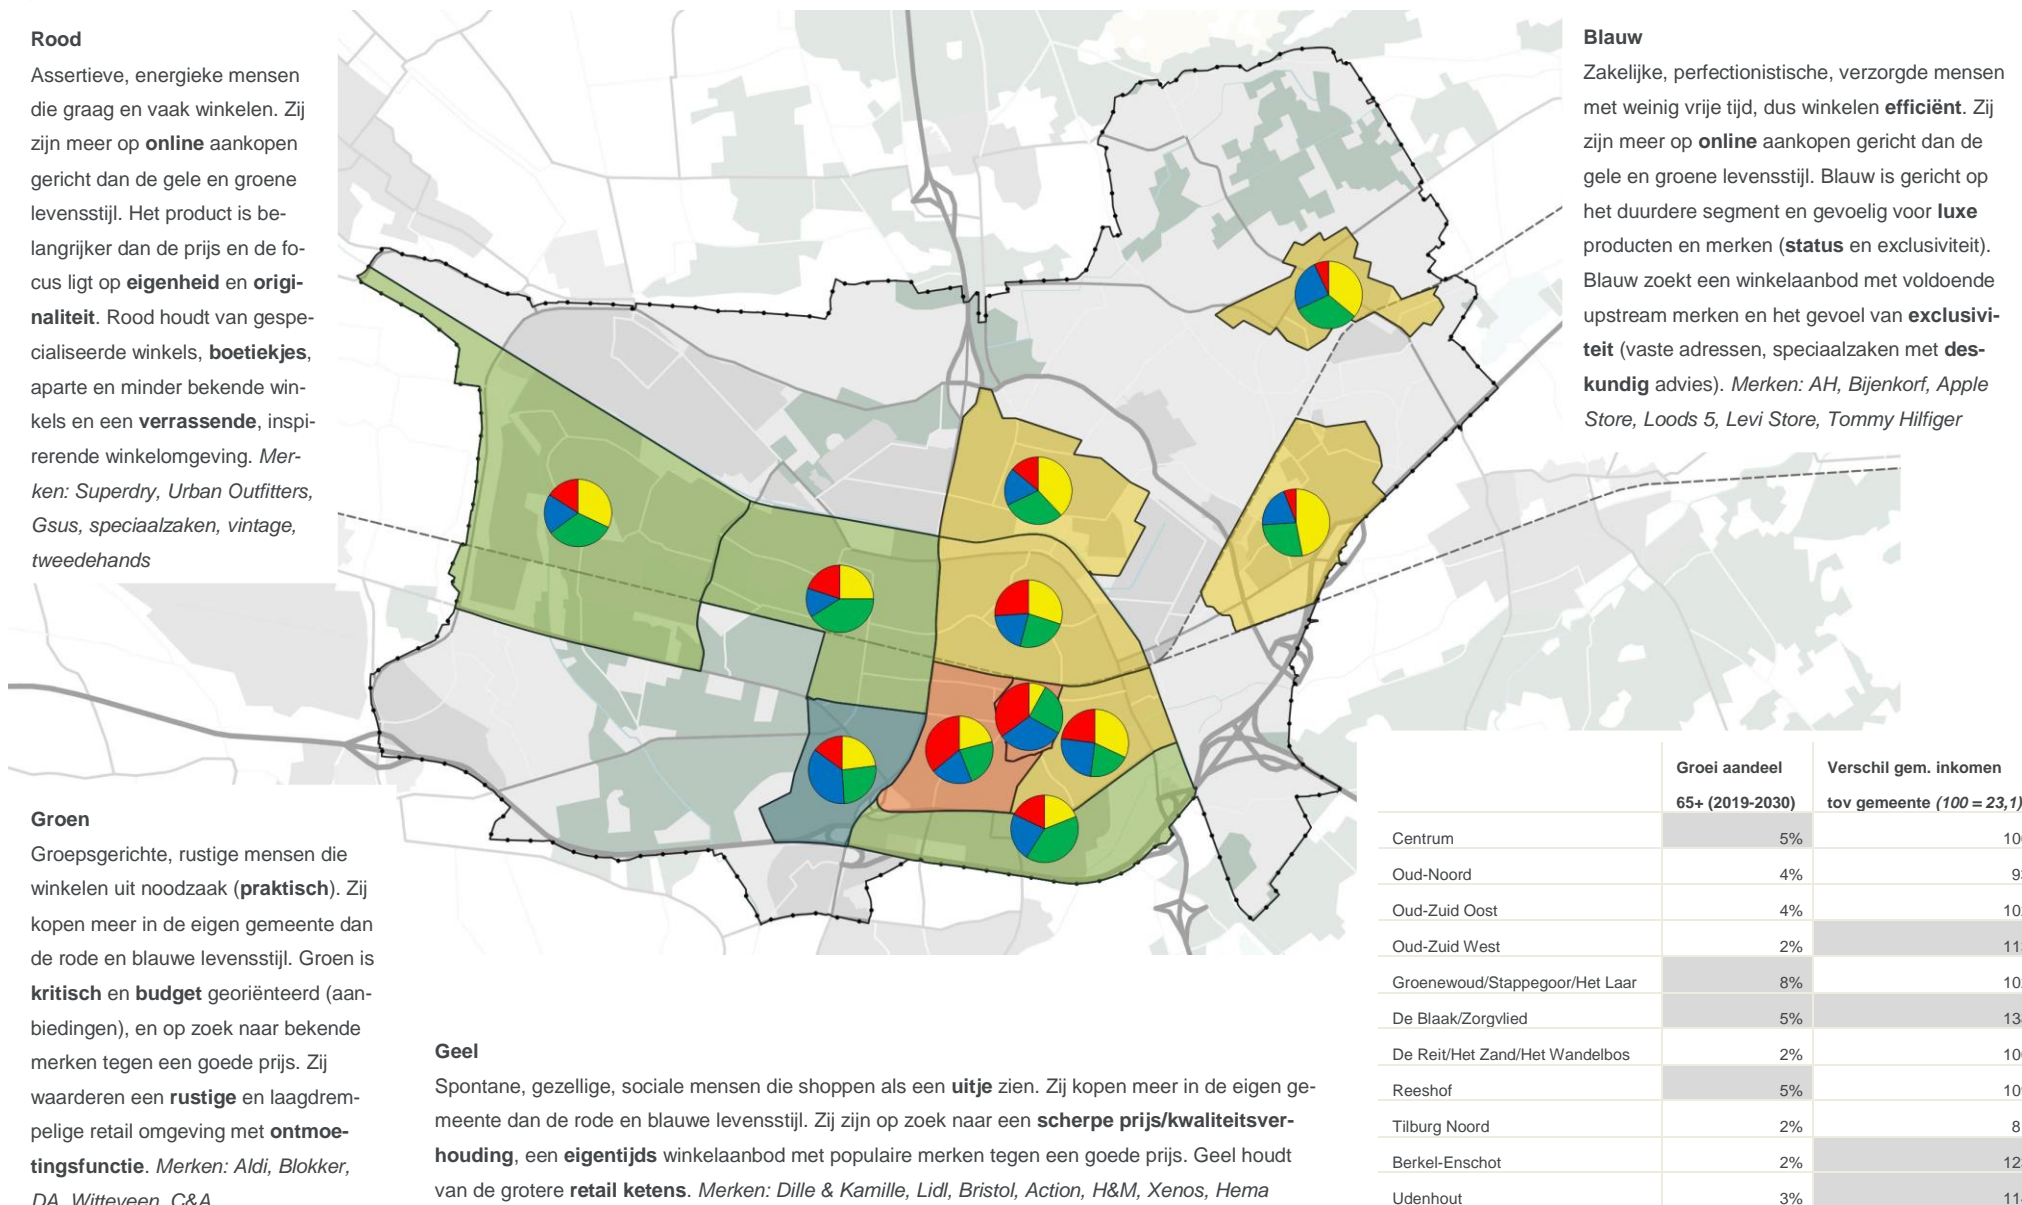 Rood
Assertieve, energieke mensen
die graag en vaak winkelen. Zij
zijn meer op online aankopen
gericht dan de gele en groene
levensstijl. Het product is be-
langrijker dan de prijs en de fo-
cus ligt op eigenheid en origi-
naliteit. Rood houdt van gespe-
cialiseerde winkels, boetiekjes,
aparte en minder bekende win-
kels en een verrassende, inspi-
rerende winkelomgeving. Mer-
ken: Superdry, Urban Outfitters,
Gsus, speciaalzaken, vintage,
tweedehands
Blauw
Zakelijke, perfectionistische, verzorgde mensen
met weinig vrije tijd, dus winkelen efficiënt. Zij
zijn meer op online aankopen gericht dan de
gele en groene levensstijl. Blauw is gericht op
het duurdere segment en gevoelig voor luxe
producten en merken (status en exclusiviteit).
Blauw zoekt een winkelaanbod met voldoende
upstream merken en het gevoel van exclusivi-
teit (vaste adressen, speciaalzaken met des-
kundig advies). Merken: AH, Bijenkorf, Apple
Store, Loods 5, Levi Store, Tommy Hilfiger
Groen
Groepsgerichte, rustige mensen die
winkelen uit noodzaak (praktisch). Zij
kopen meer in de eigen gemeente dan
de rode en blauwe levensstijl. Groen is
kritisch en budget georiënteerd (aan-
biedingen), en op zoek naar bekende
merken tegen een goede prijs. Zij
waarderen een rustige en laagdrem-
pelige retail omgeving met ontmoe-
tingsfunctie. Merken: Aldi, Blokker,
DA, Witteveen, C&A
Geel
Spontane, gezellige, sociale mensen die shoppen als een uitje zien. Zij kopen meer in de eigen ge-
meente dan de rode en blauwe levensstijl. Zij zijn op zoek naar een scherpe prijs/kwaliteitsver-
houding, een eigentijds winkelaanbod met populaire merken tegen een goede prijs. Geel houdt
van de grotere retail ketens. Merken: Dille & Kamille, Lidl, Bristol, Action, H&M, Xenos, Hema
Groei aandeel Verschil gem. inkomen
65+ (2019-2030) tov gemeente (100 = 23,1)
Centrum 5%
Oud-Noord 4%
Oud-Zuid Oost 4%
Oud-Zuid West 2%
Groenewoud/Stappegoor/Het Laar 8%
De Blaak/Zorgvlied 5%
De Reit/Het Zand/Het Wandelbos 2%
Reeshof 5%
Tilburg Noord 2%
Berkel-Enschot 2%
Udenhout 3%